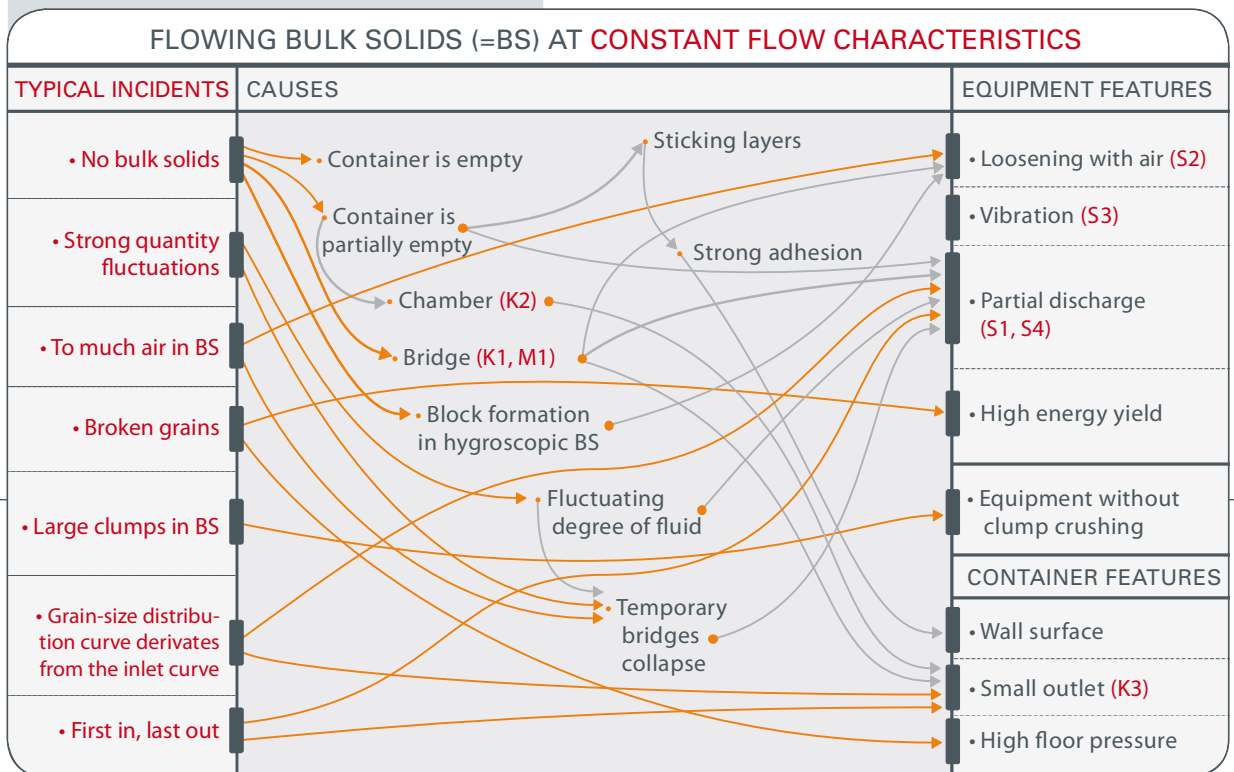 FLOWING BULK SOLIDS (=BS) AT CONSTANT FLOW CHARACTERISTICS
TYPICAL INCIDENTS
• No bulk solids
• Strong quantity
fluctuations
• To much air in BS
• Broken grains
• Large clumps in BS
• Grain-size distribu-
tion curve derivates
from the inlet curve
• First in, last out
CAUSES
• Container is empty
• Container is
partially empty
• Sticking layers
• Strong adhesion
• Chamber (K2)
• Bridge (K1, M1)
• Block formation
in hygroscopic BS
• Fluctuating
degree of fluid
• Temporary
bridges
collapse
EQUIPMENT FEATURES
• Loosening with air (S2)
• Vibration (S3)
• Partial discharge
(S1, S4)
• High energy yield
• Equipment without
clump crushing
CONTAINER FEATURES
• Wall surface
• Small outlet (K3)
• High floor pressure